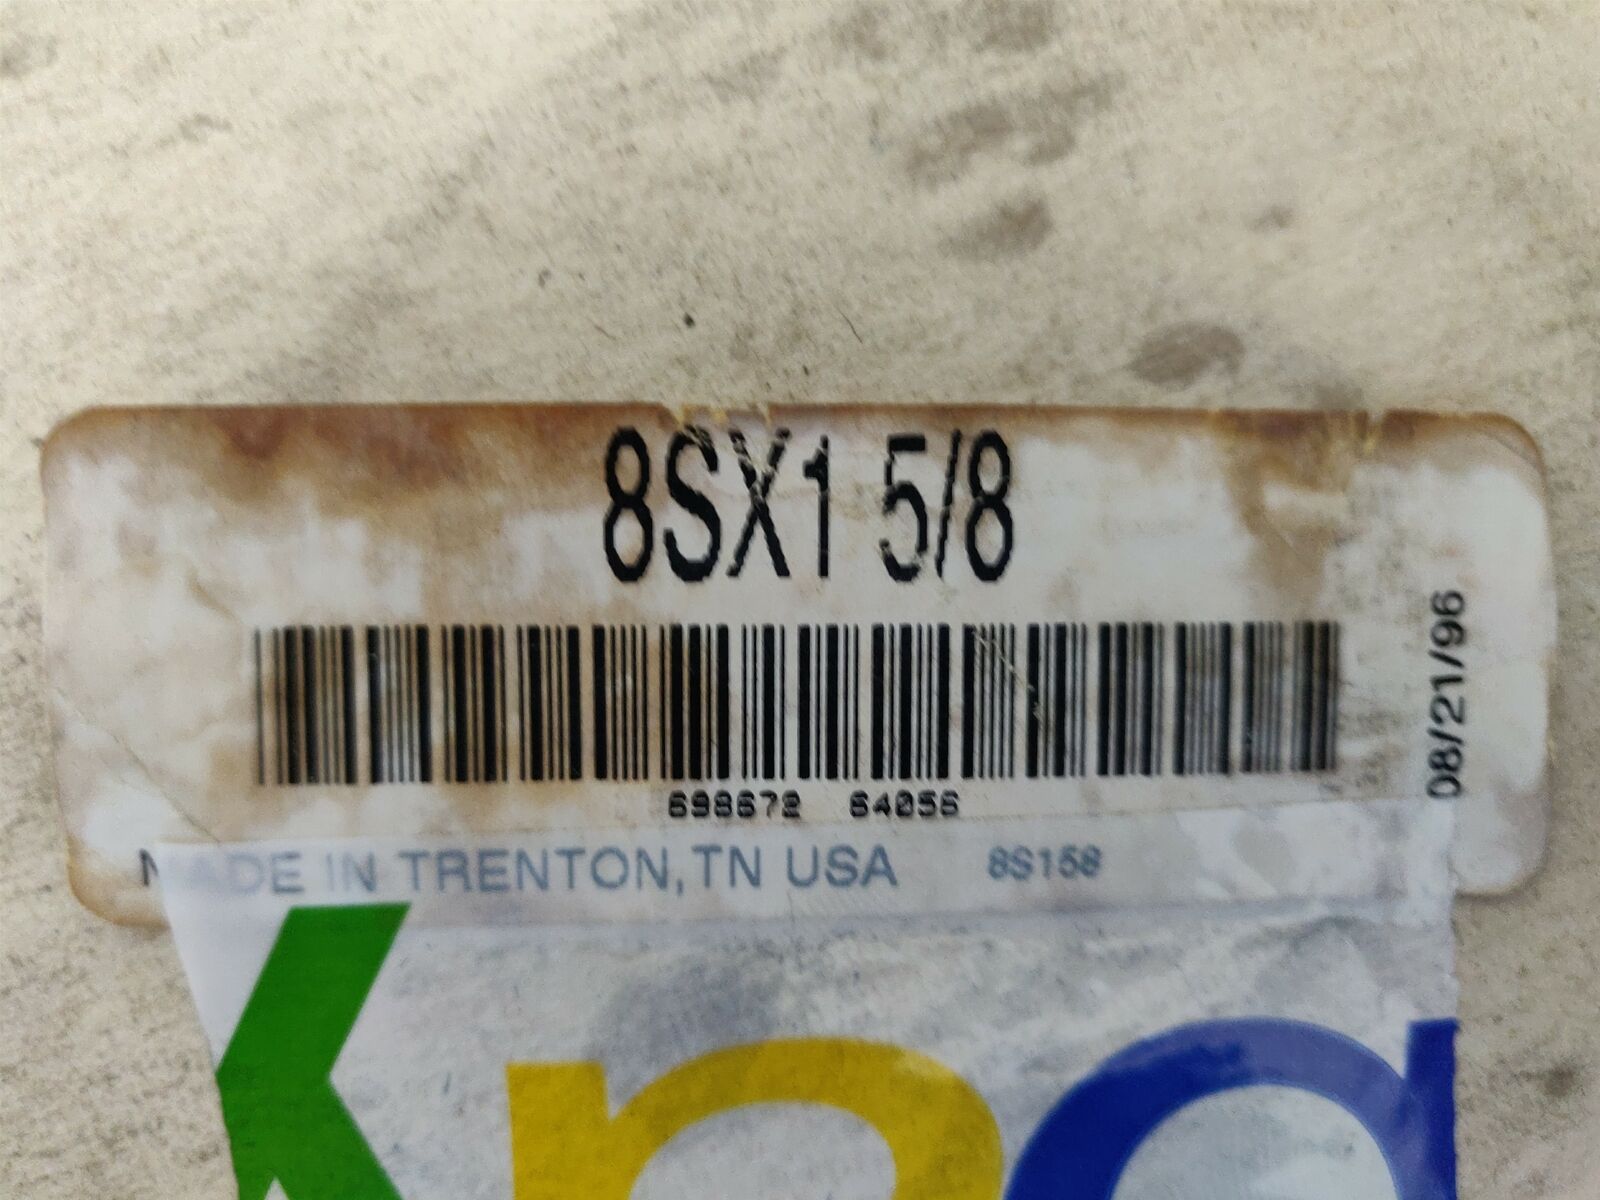 8SX1 5/8
698672 64056
08/21/96
MADE IN TRENTON, TN USA 8S158